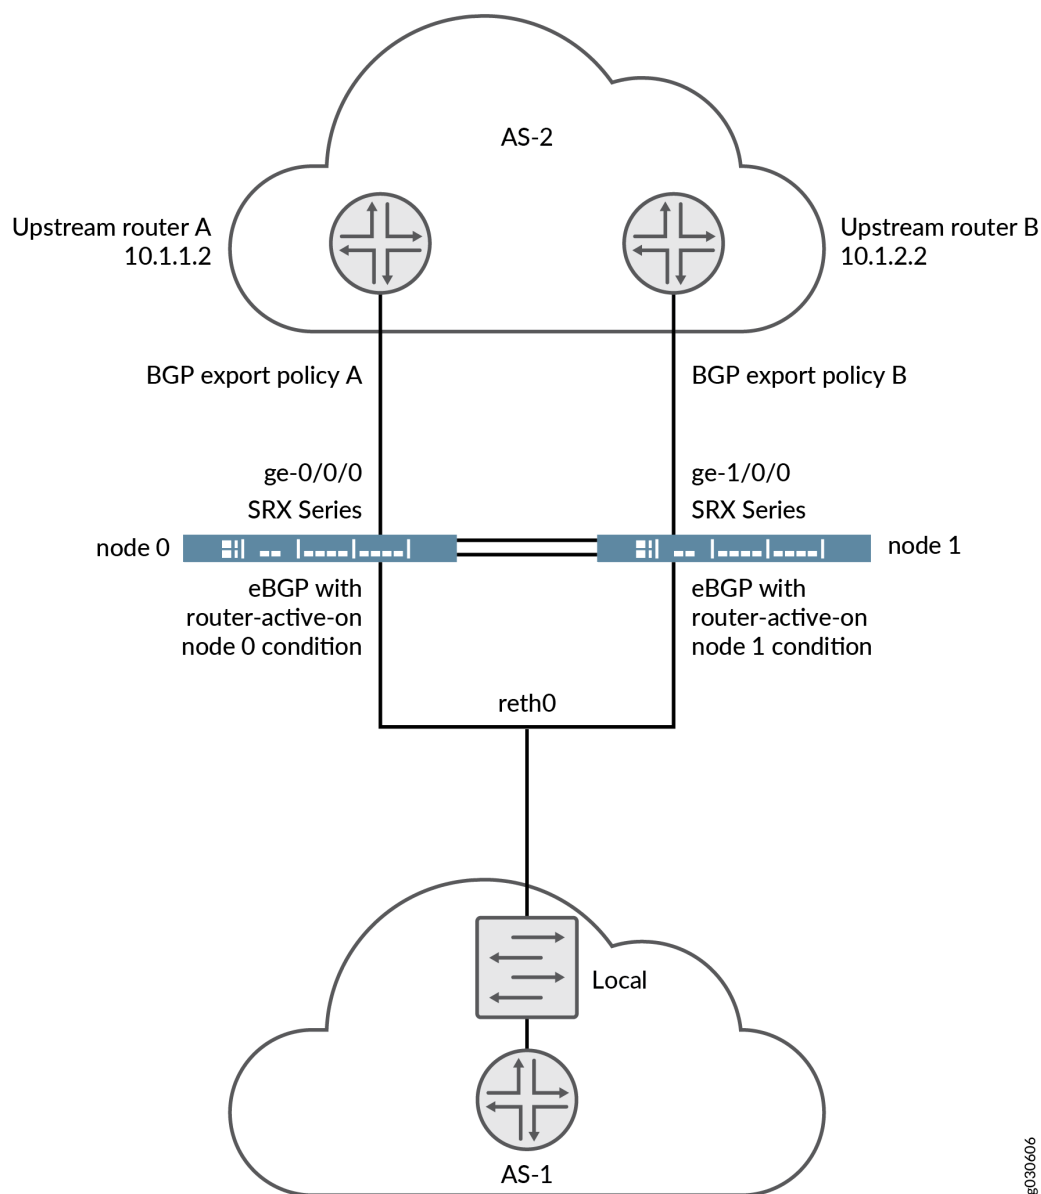 AS-2
Upstream router A
10.1.1.2
Upstream router B
10.1.2.2
BGP export policy A
BGP export policy B
ge-0/0/0
SRX Series
ge-1/0/0
SRX Series
node 0
node 1
eBGP with
router-active-on
node 0 condition
eBGP with
router-active-on
node 1 condition
reth0
Local
AS-1
g030606